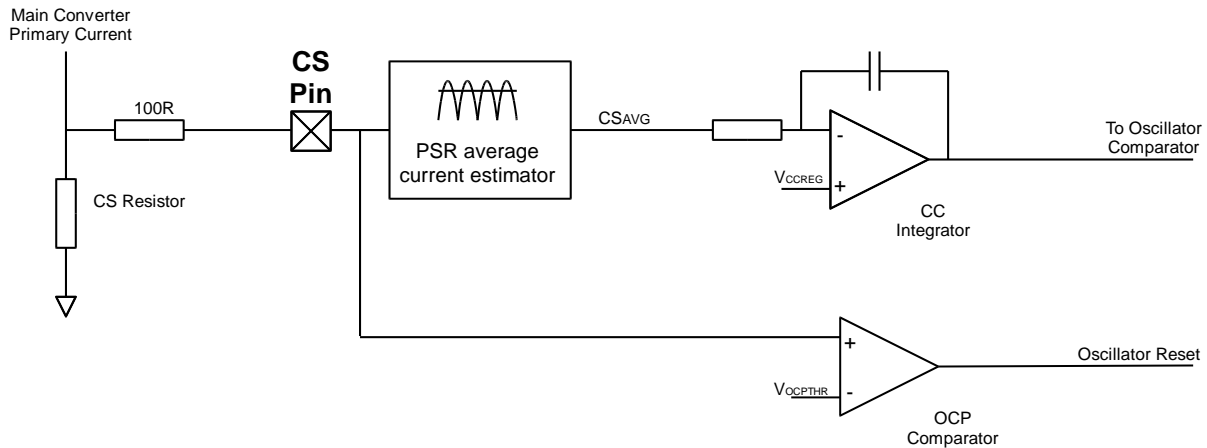 Main Converter
Primary Current
CS
Pin
100R
CS Resistor
PSR average
current estimator
CSAVG
-
+
VCCREG
CC
Integrator
To Oscillator
Comparator
+
-
VOCPTHR
OCP
Comparator
Oscillator Reset